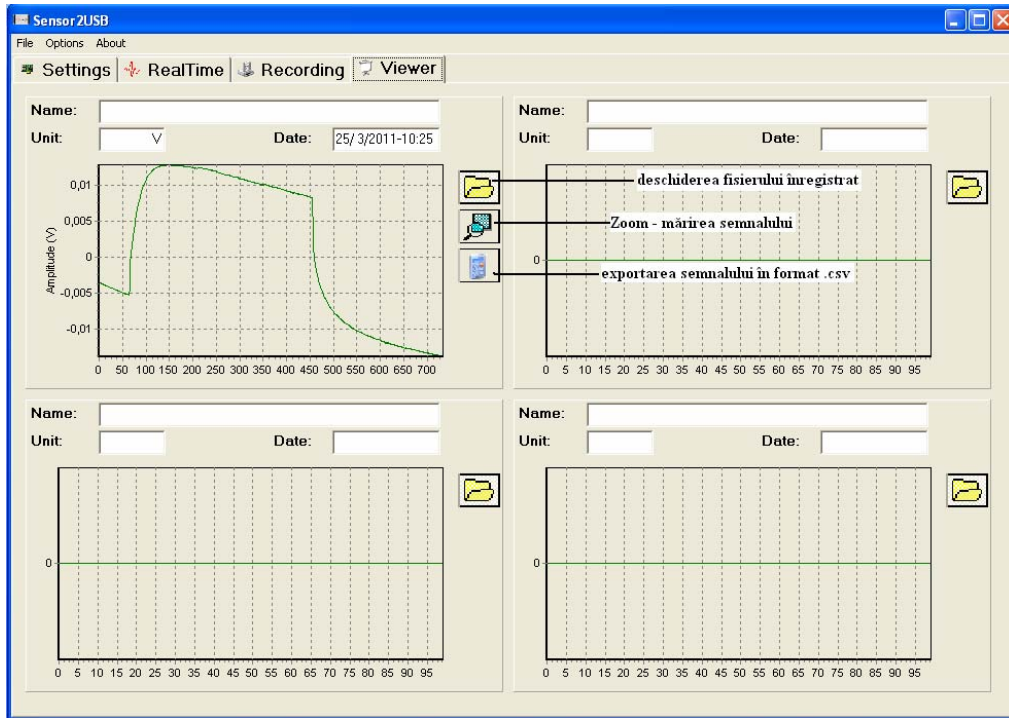 Sensor2USB
File Options About
Settings RealTime Recording Viewer
Name:
Unit: V Date: 25/ 3/2011-10:25
Amplitude (V)
0,01
0,005
0
-0,005
-0,01
0 50 100 150 200 250 300 350 400 450 500 550 600 650 700
Name:
Unit: Date:
deschiderea fisierului înregistrat
Zoom - mărirea semnalului
0
exportarea semnalului în format .csv
0 5 10 15 20 25 30 35 40 45 50 55 60 65 70 75 80 85 90 95
Name:
Unit: Date:
0
0 5 10 15 20 25 30 35 40 45 50 55 60 65 70 75 80 85 90 95
Name:
Unit: Date:
0
0 5 10 15 20 25 30 35 40 45 50 55 60 65 70 75 80 85 90 95